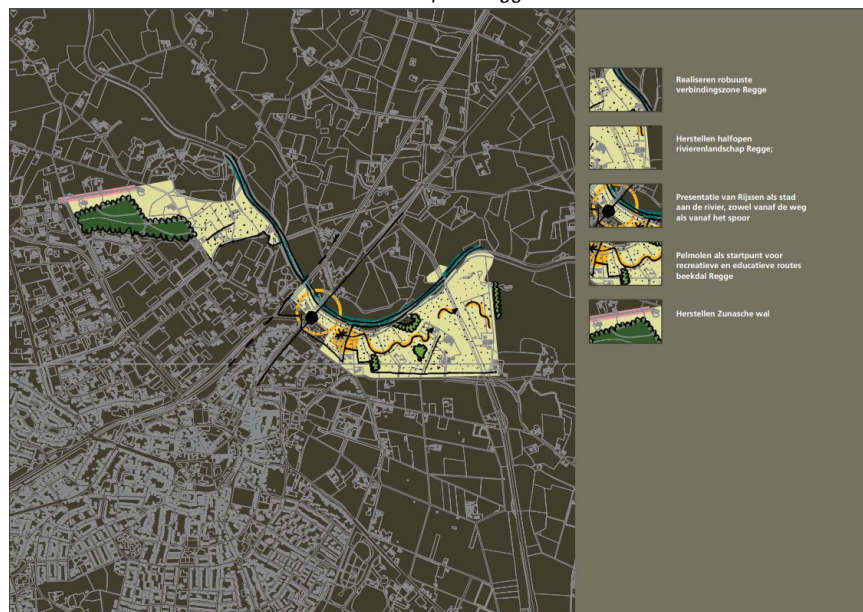 Realiseren robuuste
verbindingszone Regge
Herstellen halfopen
rivierenlandschap Regge;
Presentatie van Rijssen als stad
aan de rivier, zowel vanaf de weg
als vanaf het spoor
Pelmolen als startpunt voor
recreatieve en educatieve routes
beekdal Regge
Herstellen Zunasche wal